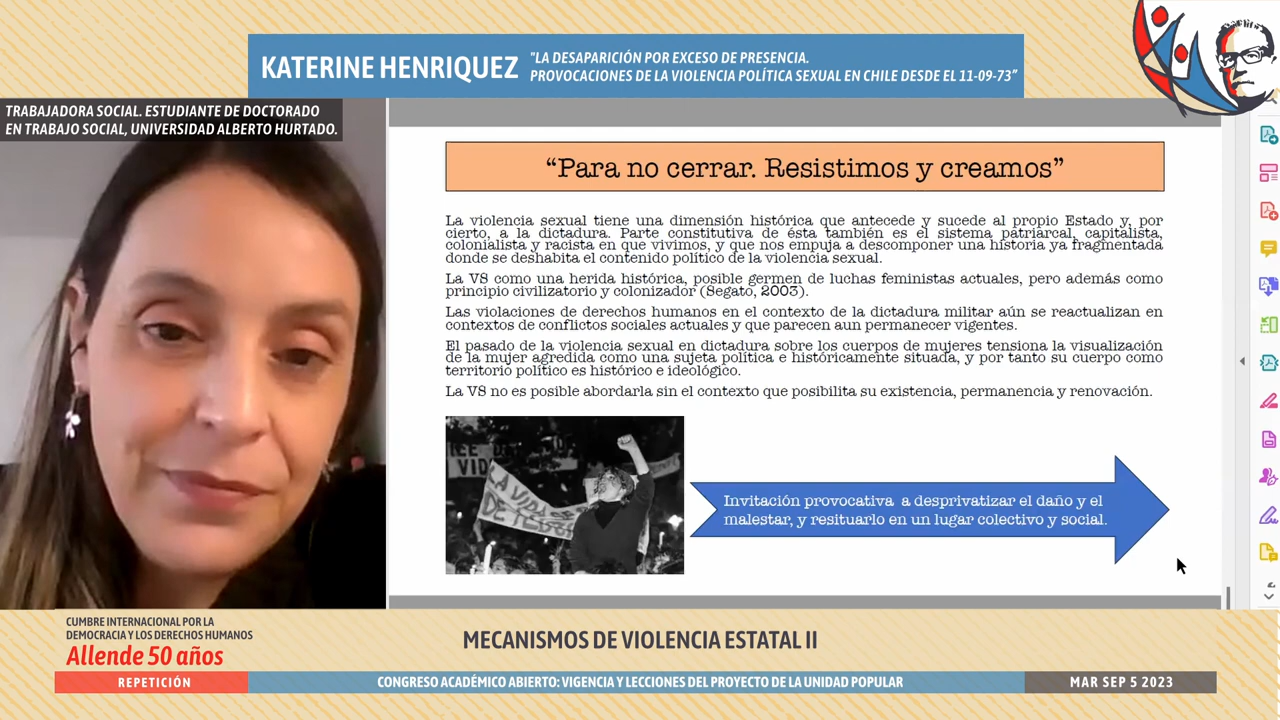 KATERINE HENRIQUEZ
"LA DESAPARICIÓN POR EXCESO DE PRESENCIA.
PROVOCACIONES DE LA VIOLENCIA POLÍTICA SEXUAL EN CHILE DESDE EL 11-09-73"
TRABAJADORA SOCIAL. ESTUDIANTE DE DOCTORADO
EN TRABAJO SOCIAL, UNIVERSIDAD ALBERTO HURTADO.
“Para no cerrar. Resistimos y creamos”
La violencia sexual tiene una dimensión histórica que antecede y sucede al propio Estado y, por
cierto, a la dictadura. Parte constitutiva de ésta también es el sistema patriarcal, capitalista,
colonialista y racista en que vivimos, y que nos empuja a descomponer una historia ya fragmentada
donde se deshabita el contenido político de la violencia sexual.
La VS como una herida histórica, posible germen de luchas feministas actuales, pero además como
principio civilizatorio y colonizador (Segato, 2003).
Las violaciones de derechos humanos en el contexto de la dictadura militar aún se reactualizan en
contextos de conflictos sociales actuales y que parecen aun permanecer vigentes.
El pasado de la violencia sexual en dictadura sobre los cuerpos de mujeres tensiona la visualización
de la mujer agredida como una sujeta política e históricamente situada, y por tanto su cuerpo como
territorio político es histórico e ideológico.
La VS no es posible abordarla sin el contexto que posibilita su existencia, permanencia y renovación.
LA VIDA
Invitación provocativa a desprivatizar el daño y el
malestar, y resituarlo en un lugar colectivo y social.
CUMBRE INTERNACIONAL POR LA
DEMOCRACIA Y LOS DERECHOS HUMANOS
Allende 50 años
REPETICIÓN
MECANISMOS DE VIOLENCIA ESTATAL II
CONGRESO ACADÉMICO ABIERTO: VIGENCIA Y LECCIONES DEL PROYECTO DE LA UNIDAD POPULAR
MAR SEP 5 2023